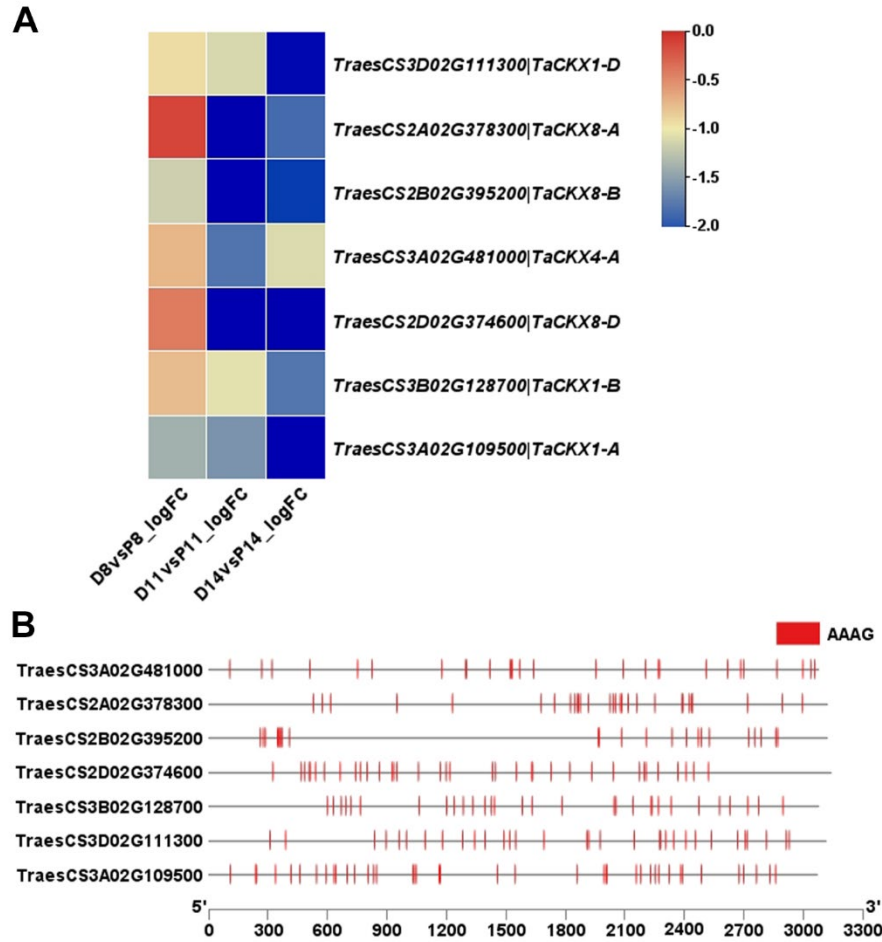 A
0.0
-0.5
-1.0
-1.5
-2.0
TraesCS3D02G111300|TaCKX1-D
TraesCS2A02G378300|TaCKX8-A
TraesCS2B02G395200|TaCKX8-B
TraesCS3A02G481000|TaCKX4-A
TraesCS2D02G374600|TaCKX8-D
TraesCS3B02G128700|TaCKX1-B
TraesCS3A02G109500|TaCKX1-A
D8vsP8_logFC
D11vsP11_logFC
D14vsP14_logFC
B
AAAG
TraesCS3A02G481000
TraesCS2A02G378300
TraesCS2B02G395200
TraesCS2D02G374600
TraesCS3B02G128700
TraesCS3D02G111300
TraesCS3A02G109500
5' 3'
0 300 600 900 1200 1500 1800 2100 2400 2700 3000 3300